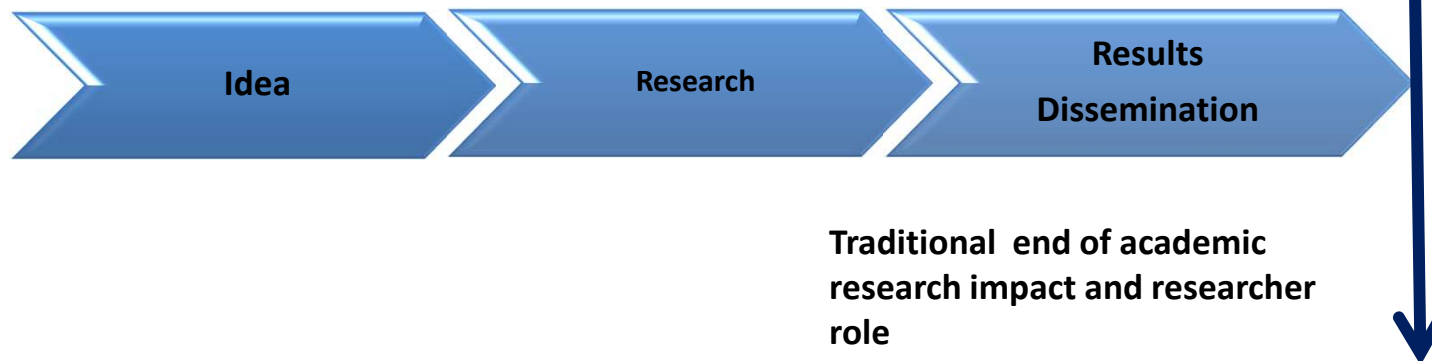 Idea
Research
Results
Dissemination
Traditional end of academic
research impact and researcher
role